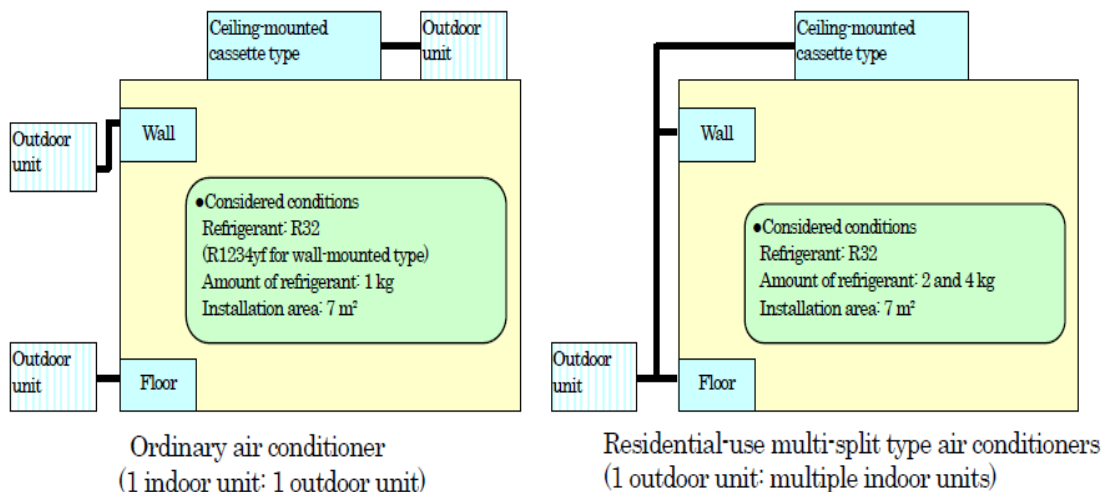 Ceiling-mounted
cassette type
Outdoor
unit
Wall
Outdoor
unit
●Considered conditions
Refrigerant: R32
(R1234yf for wall-mounted type)
Amount of refrigerant: 1 kg
Installation area: 7 m²
Outdoor
unit
Floor
Ordinary air conditioner
(1 indoor unit: 1 outdoor unit)
Ceiling-mounted
cassette type
Wall
●Considered conditions
Refrigerant: R32
Amount of refrigerant: 2 and 4 kg
Installation area: 7 m²
Outdoor
unit
Floor
Residential-use multi-split type air conditioners
(1 outdoor unit: multiple indoor units)